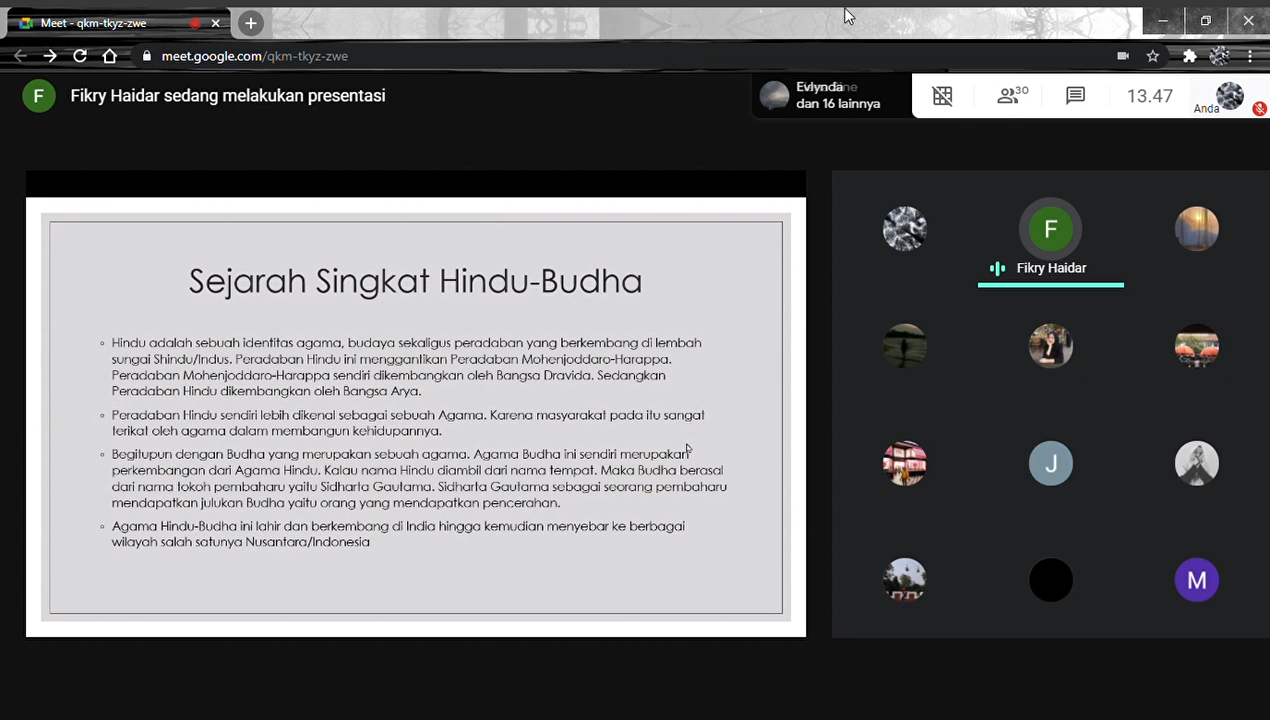 Meet - qkm-tkyz-zwe
meet.google.com/qkm-tkyz-zwe
F
Fikry Haidar sedang melakukan presentasi
dan 16 lainnya
30
13.47
Anda
Sejarah Singkat Hindu-Budha
Hindu adalah sebuah identitas agama, budaya sekaligus peradaban yang berkembang di lembah
sungai Shindu/Indus. Peradaban Hindu ini menggantikan Peradaban Mohenjoddaro-Harappa.
Peradaban Mohenjoddaro-Harappa sendiri dikembangkan oleh Bangsa Dravida. Sedangkan
Peradaban Hindu dikembangkan oleh Bangsa Arya.
Peradaban Hindu sendiri lebih dikenal sebagai sebuah Agama. Karena masyarakat pada itu sangat
terikat oleh agama dalam membangun kehidupannya.
Begitupun dengan Budha yang merupakan sebuah agama. Agama Budha ini sendiri merupakan
perkembangan dari Agama Hindu. Kalau nama Hindu diambil dari nama tempat. Maka Budha berasal
dari nama tokoh pembaharu yaitu Sidharta Gautama. Sidharta Gautama sebagai seorang pembaharu
mendapatkan julukan Budha yaitu orang yang mendapatkan pencerahan.
Agama Hindu-Budha ini lahir dan berkembang di India hingga kemudian menyebar ke berbagai
wilayah salah satunya Nusantara/Indonesia
F
Fikry Haidar
J
M